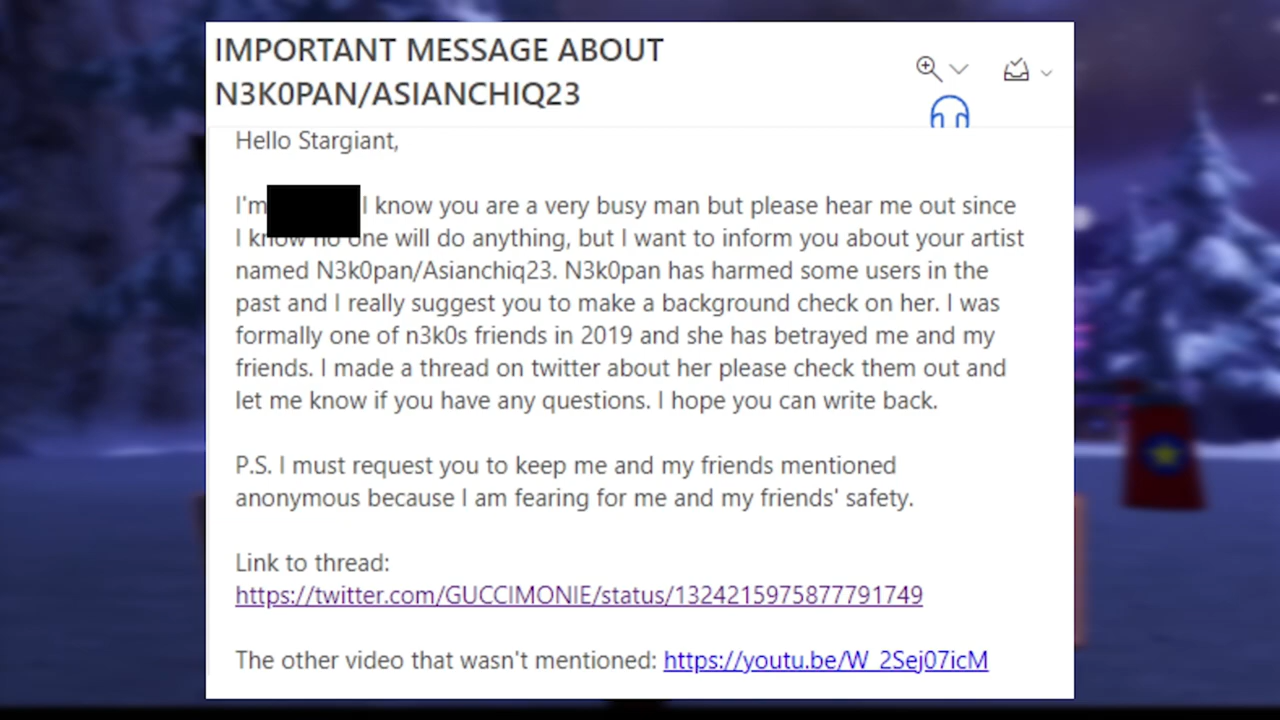 IMPORTANT MESSAGE ABOUT
N3K0PAN/ASIANCHIQ23
Hello Stargiant,
I'm I know you are a very busy man but please hear me out since
I know no one will do anything, but I want to inform you about your artist
named N3k0pan/Asianchiq23. N3k0pan has harmed some users in the
past and I really suggest you to make a background check on her. I was
formally one of n3k0s friends in 2019 and she has betrayed me and my
friends. I made a thread on twitter about her please check them out and
let me know if you have any questions. I hope you can write back.
P.S. I must request you to keep me and my friends mentioned
anonymous because I am fearing for me and my friends' safety.
Link to thread:
https://twitter.com/GUCCIMONIE/status/1324215975877791749
The other video that wasn't mentioned: https://youtu.be/W_2Sej07icM